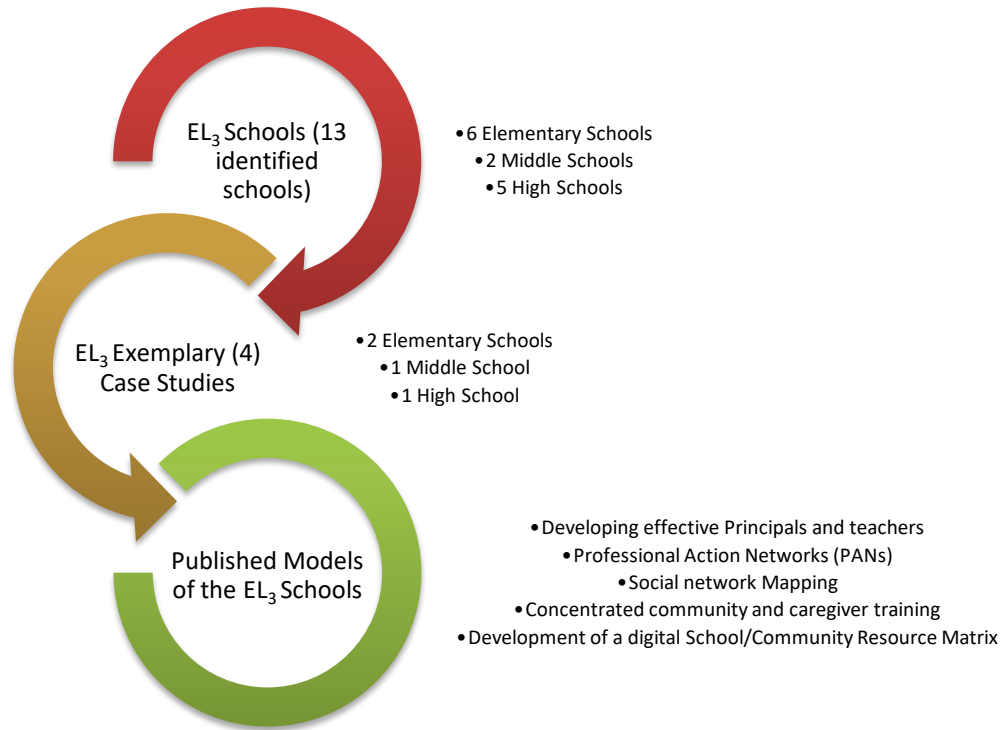 EL₃ Schools (13
identified
schools)
•6 Elementary Schools
•2 Middle Schools
•5 High Schools
EL₃ Exemplary (4)
Case Studies
•2 Elementary Schools
•1 Middle School
•1 High School
Published Models
of the EL₃ Schools
•Developing effective Principals and teachers
•Professional Action Networks (PANs)
•Social network Mapping
•Concentrated community and caregiver training
•Development of a digital School/Community Resource Matrix